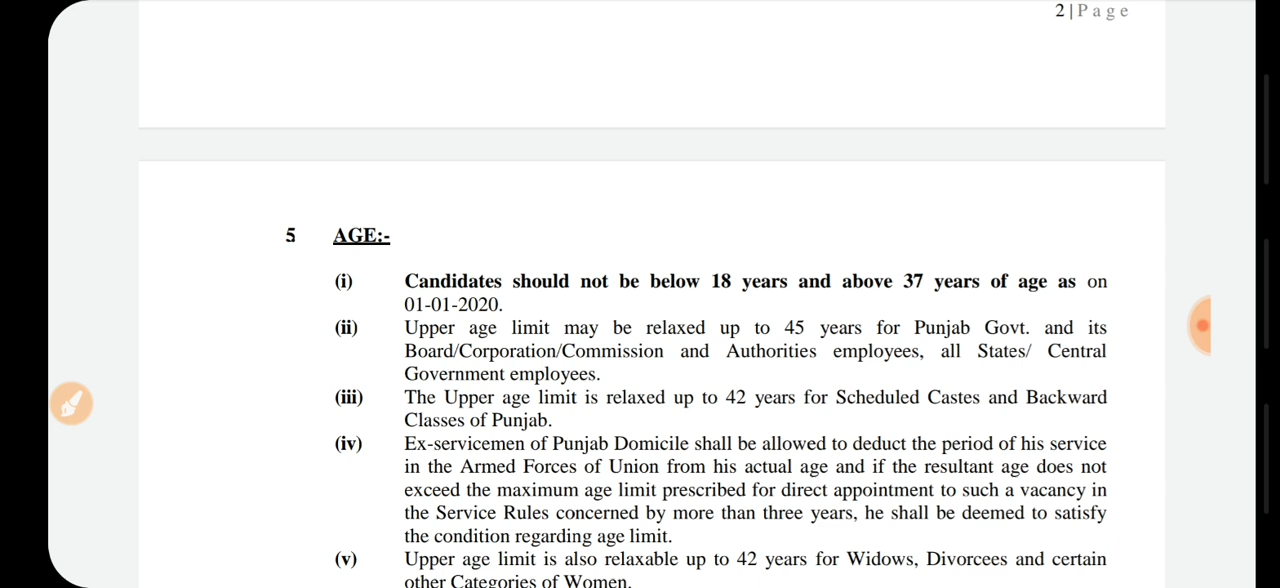 2 | P a g e
5 AGE:-
(i) Candidates should not be below 18 years and above 37 years of age as on
01-01-2020.
(ii) Upper age limit may be relaxed up to 45 years for Punjab Govt. and its
Board/Corporation/Commission and Authorities employees, all States/ Central
Government employees.
(iii) The Upper age limit is relaxed up to 42 years for Scheduled Castes and Backward
Classes of Punjab.
(iv) Ex-servicemen of Punjab Domicile shall be allowed to deduct the period of his service
in the Armed Forces of Union from his actual age and if the resultant age does not
exceed the maximum age limit prescribed for direct appointment to such a vacancy in
the Service Rules concerned by more than three years, he shall be deemed to satisfy
the condition regarding age limit.
(v) Upper age limit is also relaxable up to 42 years for Widows, Divorcees and certain
other Categories of Women.